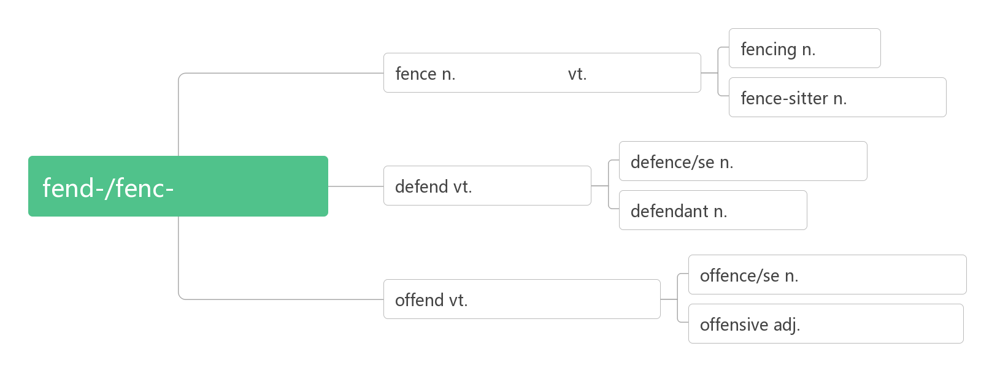 fend-/fenc-
fence n. vt.
fencing n.
fence-sitter n.
defend vt.
defence/se n.
defendant n.
offend vt.
offence/se n.
offensive adj.